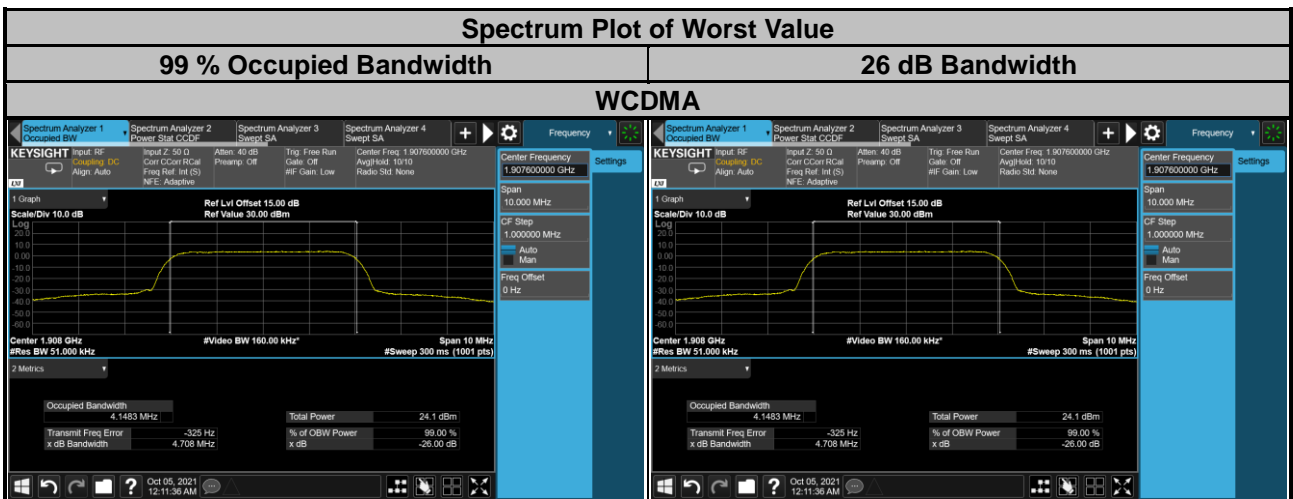 Spectrum Plot of Worst Value
99 % Occupied Bandwidth
26 dB Bandwidth
WCDMA
Spectrum Analyzer 1
Occupied BW
Spectrum Analyzer 2
Power Stat CCDF
Spectrum Analyzer 3
Swept SA
Spectrum Analyzer 4
Swept SA
Frequency
KEYSIGHT
Input: RF
Coupling: DC
Align: Auto
Input Z: 50 Ω
Corr CCorr RCal
Freq Ref: Int (S)
NFE: Adaptive
Atten: 40 dB
Preamp: Off
Trig: Free Run
Gate: Off
#IF Gain: Low
Center Freq: 1.907600000 GHz
Avg|Hold: 10/10
Radio Std: None
LXI
Center Frequency
1.907600000 GHz
Settings
Span
10.000 MHz
CF Step
1.000000 MHz
Auto
Man
Freq Offset
0 Hz
1 Graph
Scale/Div 10.0 dB
Ref Lvl Offset 15.00 dB
Ref Value 30.00 dBm
Log
20.0
10.0
0.00
-10.0
-20.0
-30.0
-40.0
-50.0
-60.0
Center 1.908 GHz
#Res BW 51.000 kHz
#Video BW 160.00 kHz*
Span 10 MHz
#Sweep 300 ms (1001 pts)
2 Metrics
Occupied Bandwidth
4.1483 MHz
Total Power 24.1 dBm
Transmit Freq Error -325 Hz
% of OBW Power 99.00 %
x dB Bandwidth 4.708 MHz
x dB -26.00 dB
Oct 05, 2021
12:11:36 AM
Spectrum Analyzer 1
Occupied BW
Spectrum Analyzer 2
Power Stat CCDF
Spectrum Analyzer 3
Swept SA
Spectrum Analyzer 4
Swept SA
Frequency
KEYSIGHT
Input: RF
Coupling: DC
Align: Auto
Input Z: 50 Ω
Corr CCorr RCal
Freq Ref: Int (S)
NFE: Adaptive
Atten: 40 dB
Preamp: Off
Trig: Free Run
Gate: Off
#IF Gain: Low
Center Freq: 1.907600000 GHz
Avg|Hold: 10/10
Radio Std: None
LXI
Center Frequency
1.907600000 GHz
Settings
Span
10.000 MHz
CF Step
1.000000 MHz
Auto
Man
Freq Offset
0 Hz
1 Graph
Scale/Div 10.0 dB
Ref Lvl Offset 15.00 dB
Ref Value 30.00 dBm
Log
20.0
10.0
0.00
-10.0
-20.0
-30.0
-40.0
-50.0
-60.0
Center 1.908 GHz
#Res BW 51.000 kHz
#Video BW 160.00 kHz*
Span 10 MHz
#Sweep 300 ms (1001 pts)
2 Metrics
Occupied Bandwidth
4.1483 MHz
Total Power 24.1 dBm
Transmit Freq Error -325 Hz
% of OBW Power 99.00 %
x dB Bandwidth 4.708 MHz
x dB -26.00 dB
Oct 05, 2021
12:11:36 AM